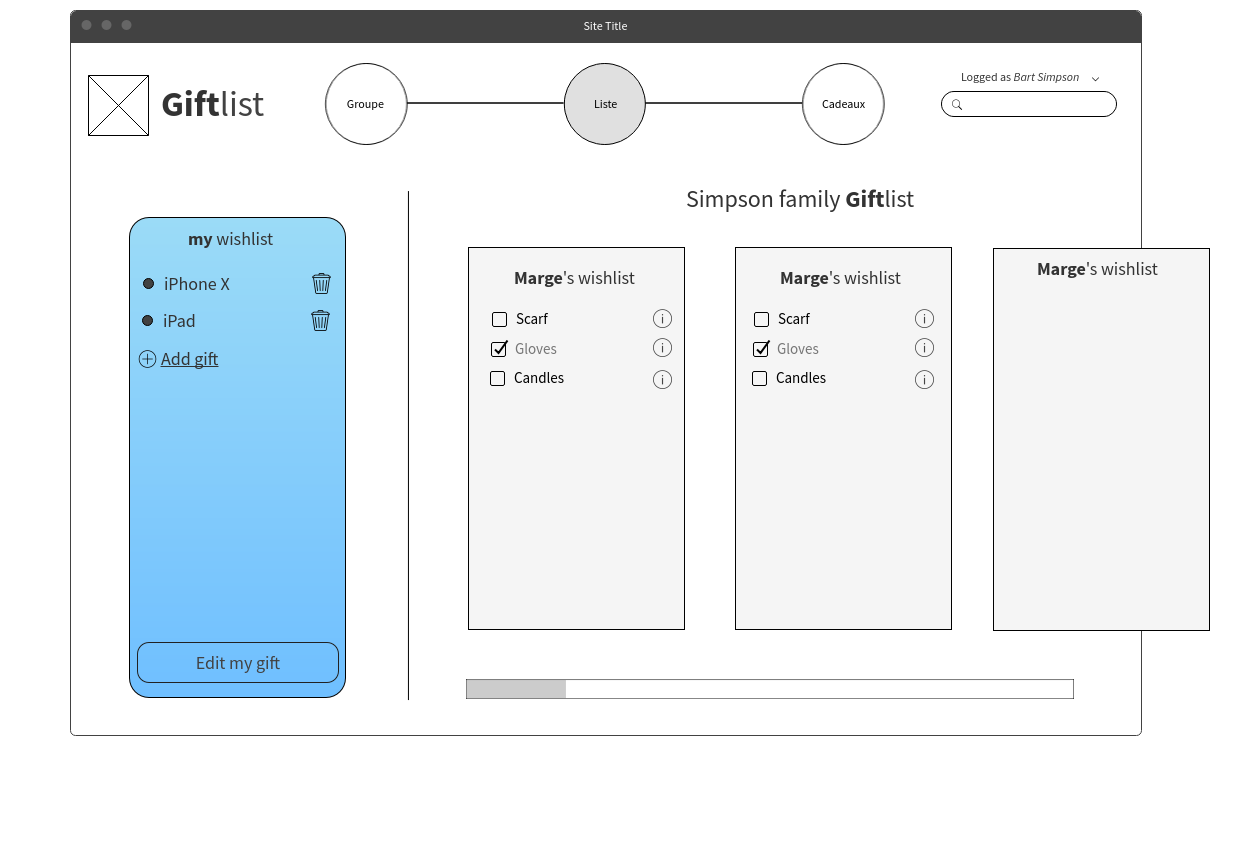 Site Title
Giftlist
Groupe
Liste
Cadeaux
Logged as Bart Simpson
Simpson family Giftlist
my wishlist
iPhone X
iPad
Add gift
Edit my gift
Marge's wishlist
Scarf
Gloves
Candles
Marge's wishlist
Scarf
Gloves
Candles
Marge's wishlist